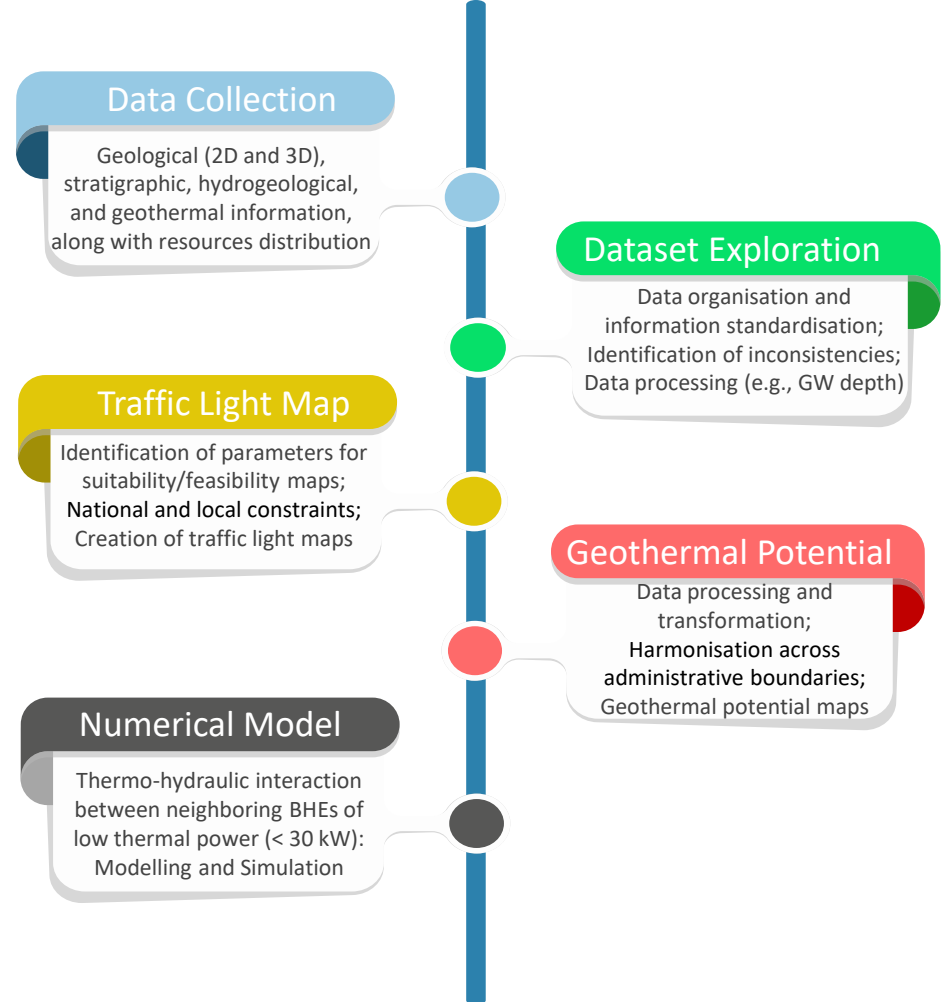 Data Collection
Geological (2D and 3D),
stratigraphic, hydrogeological,
and geothermal information,
along with resources distribution
Dataset Exploration
Data organisation and
information standardisation;
Identification of inconsistencies;
Data processing (e.g., GW depth)
Traffic Light Map
Identification of parameters for
suitability/feasibility maps;
National and local constraints;
Creation of traffic light maps
Geothermal Potential
Data processing and
transformation;
Harmonisation across
administrative boundaries;
Geothermal potential maps
Numerical Model
Thermo-hydraulic interaction
between neighboring BHEs of
low thermal power (< 30 kW):
Modelling and Simulation